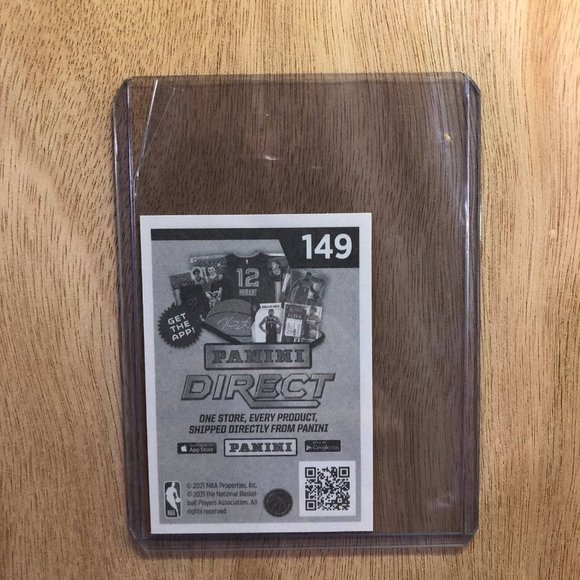 149
12
MORANT
GET
THE
APP!
PANINI
DIRECT
ONE STORE, EVERY PRODUCT,
SHIPPED DIRECTLY FROM PANINI
App Store
PANINI
Google play
© 2021 NBA Properties, Inc.
© 2021 the National Basket-
ball Players Association. All
rights reserved.
NBA